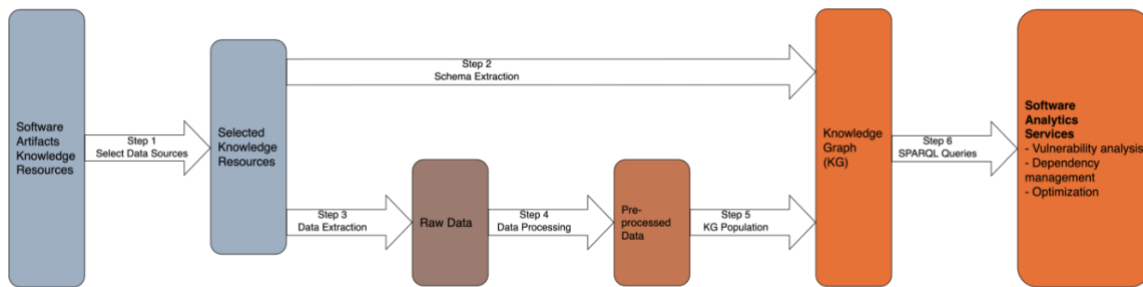 Software
Artifacts
Knowledge
Resources
Step 1
Select Data Sources
Selected
Knowledge
Resources
Step 2
Schema Extraction
Step 3
Data Extraction
Raw Data
Step 4
Data Processing
Pre-
processed
Data
Step 5
KG Population
Knowledge
Graph
(KG)
Step 6
SPARQL Queries
Software
Analytics
Services
- Vulnerability analysis
- Dependency
management
- Optimization